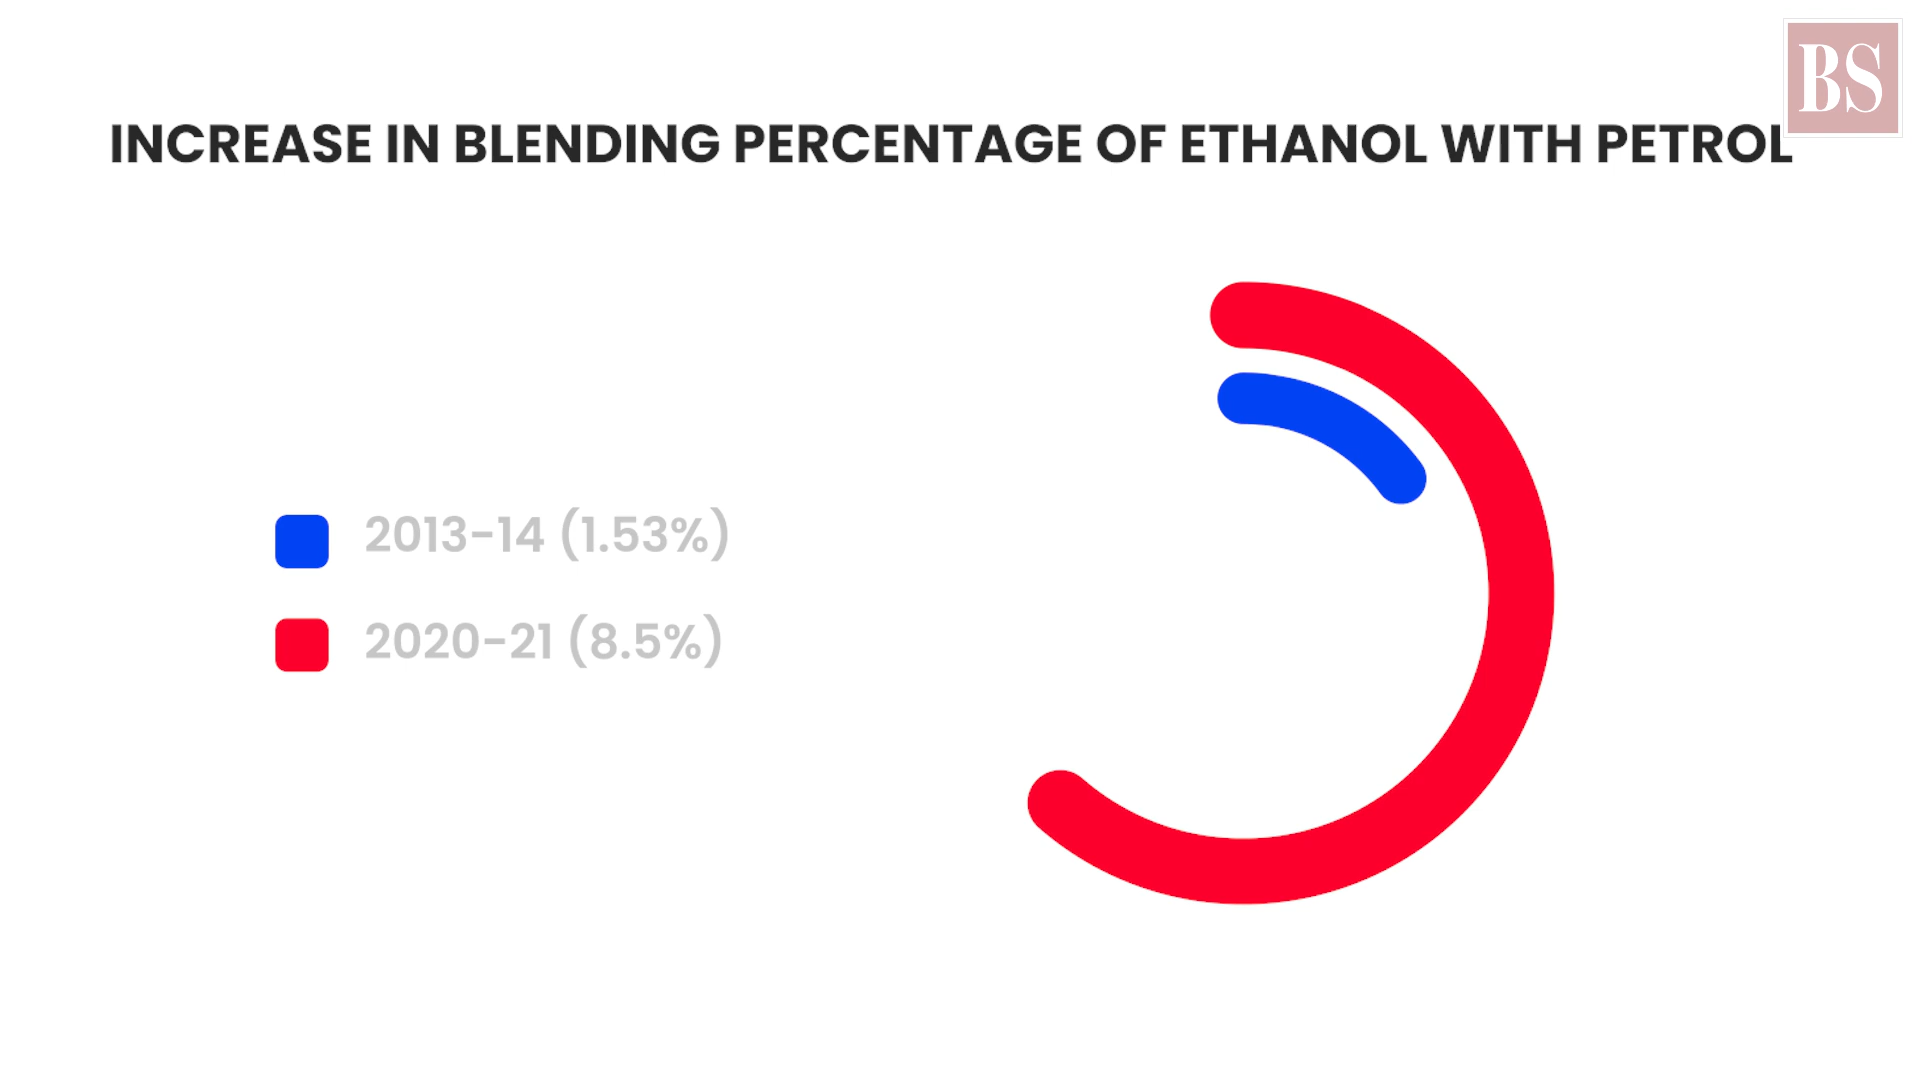 BS
INCREASE IN BLENDING PERCENTAGE OF ETHANOL WITH PETROL
2013-14 (1.53%)
2020-21 (8.5%)